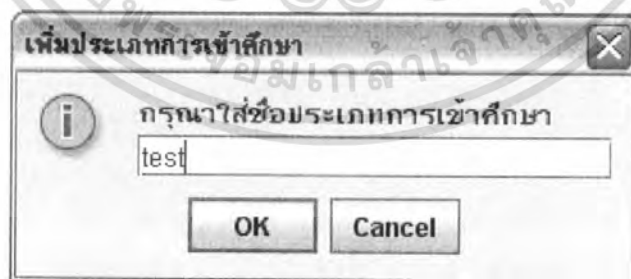 เพิ่มประเภทการเข้าศึกษา
กรุณาใส่ชื่อประเภทการเข้าศึกษา
test
OK
Cancel